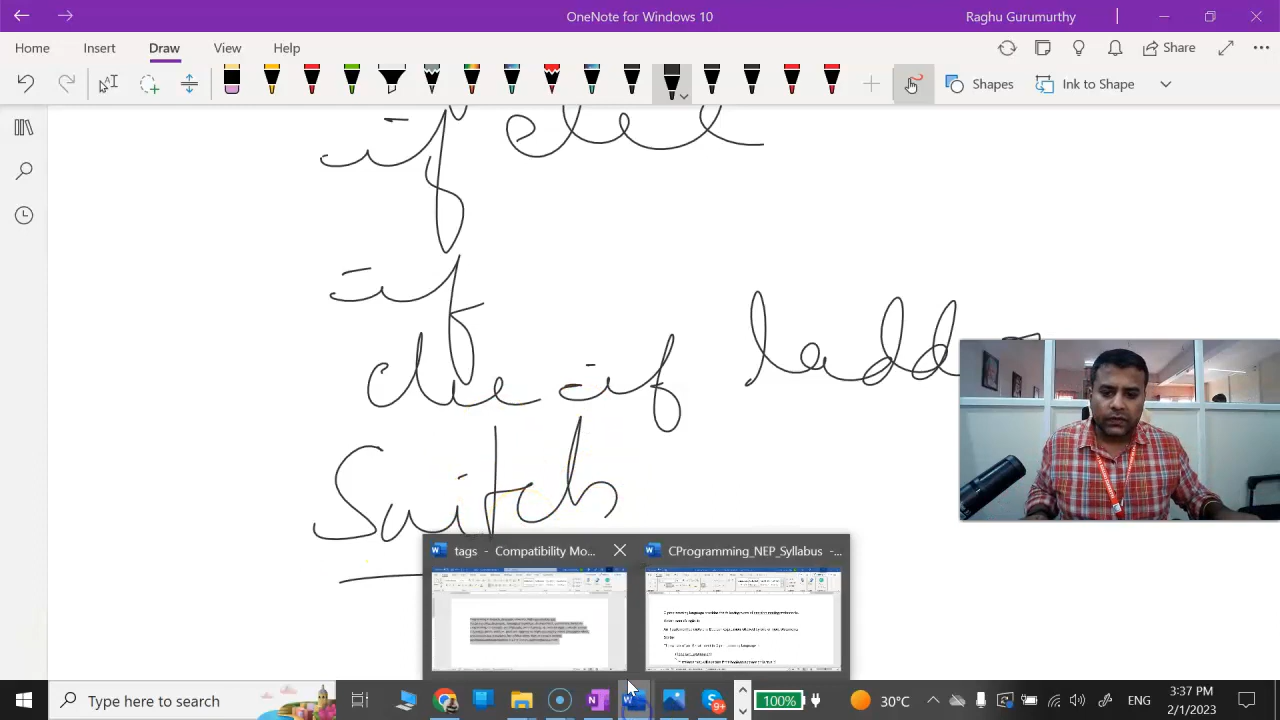 OneNote for Windows 10
Raghu Gurumurthy
Home Insert Draw View Help
Share
Shapes
Ink to Shape
if else
if
else if ladd
Switch
tags - Compatibility Mo...
CProgramming_NEP_Syllabus -...
Type here to search
9+
100%
30°C
ENG
3:37 PM
2/1/2023